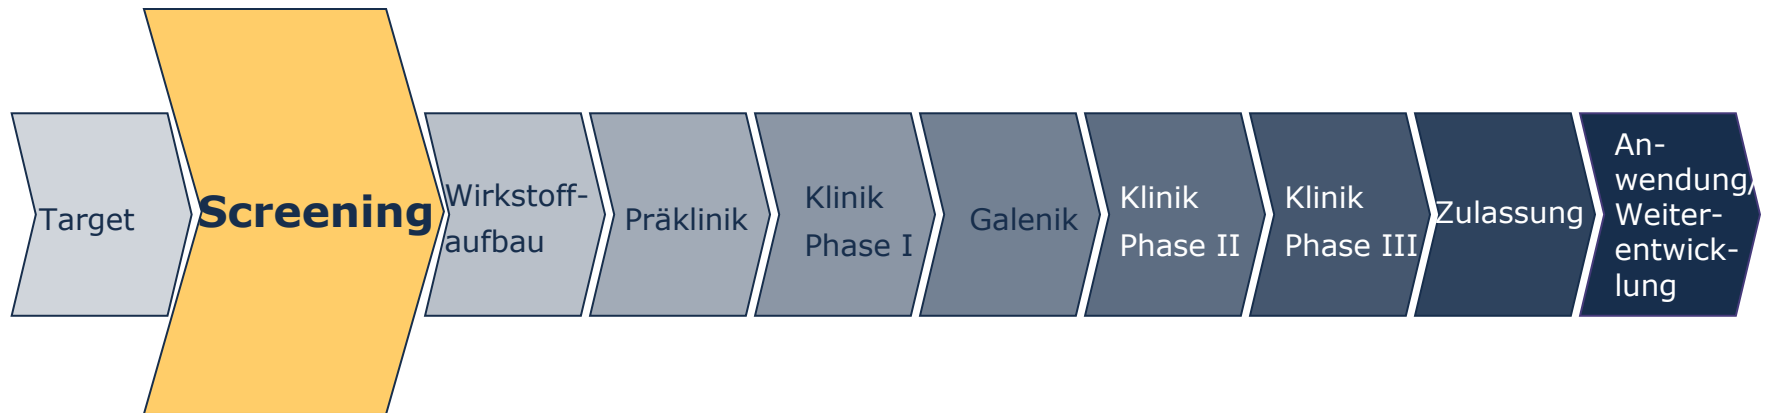 Target
Screening
Wirkstoff-
aufbau
Präklinik
Klinik
Phase I
Galenik
Klinik
Phase II
Klinik
Phase III
Zulassung
An-
wendung/
Weiter-
entwick-
lung